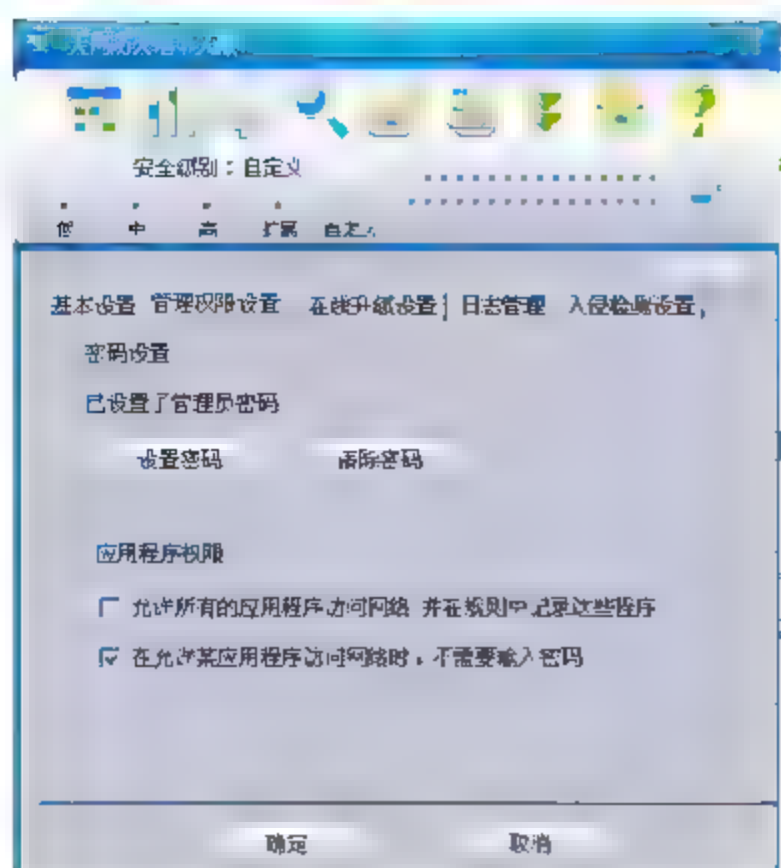 天网防火墙
安全级别：自定义
低 中 高 扩展 自定义
基本设置 管理权限设置 在线升级设置 日志管理 入侵检测设置
密码设置
已设置了管理员密码
设置密码 清除密码
应用程序权限
允许所有的应用程序访问网络 并在规则中记录这些程序
在允许某应用程序访问网络时，不需要输入密码
确定 取消